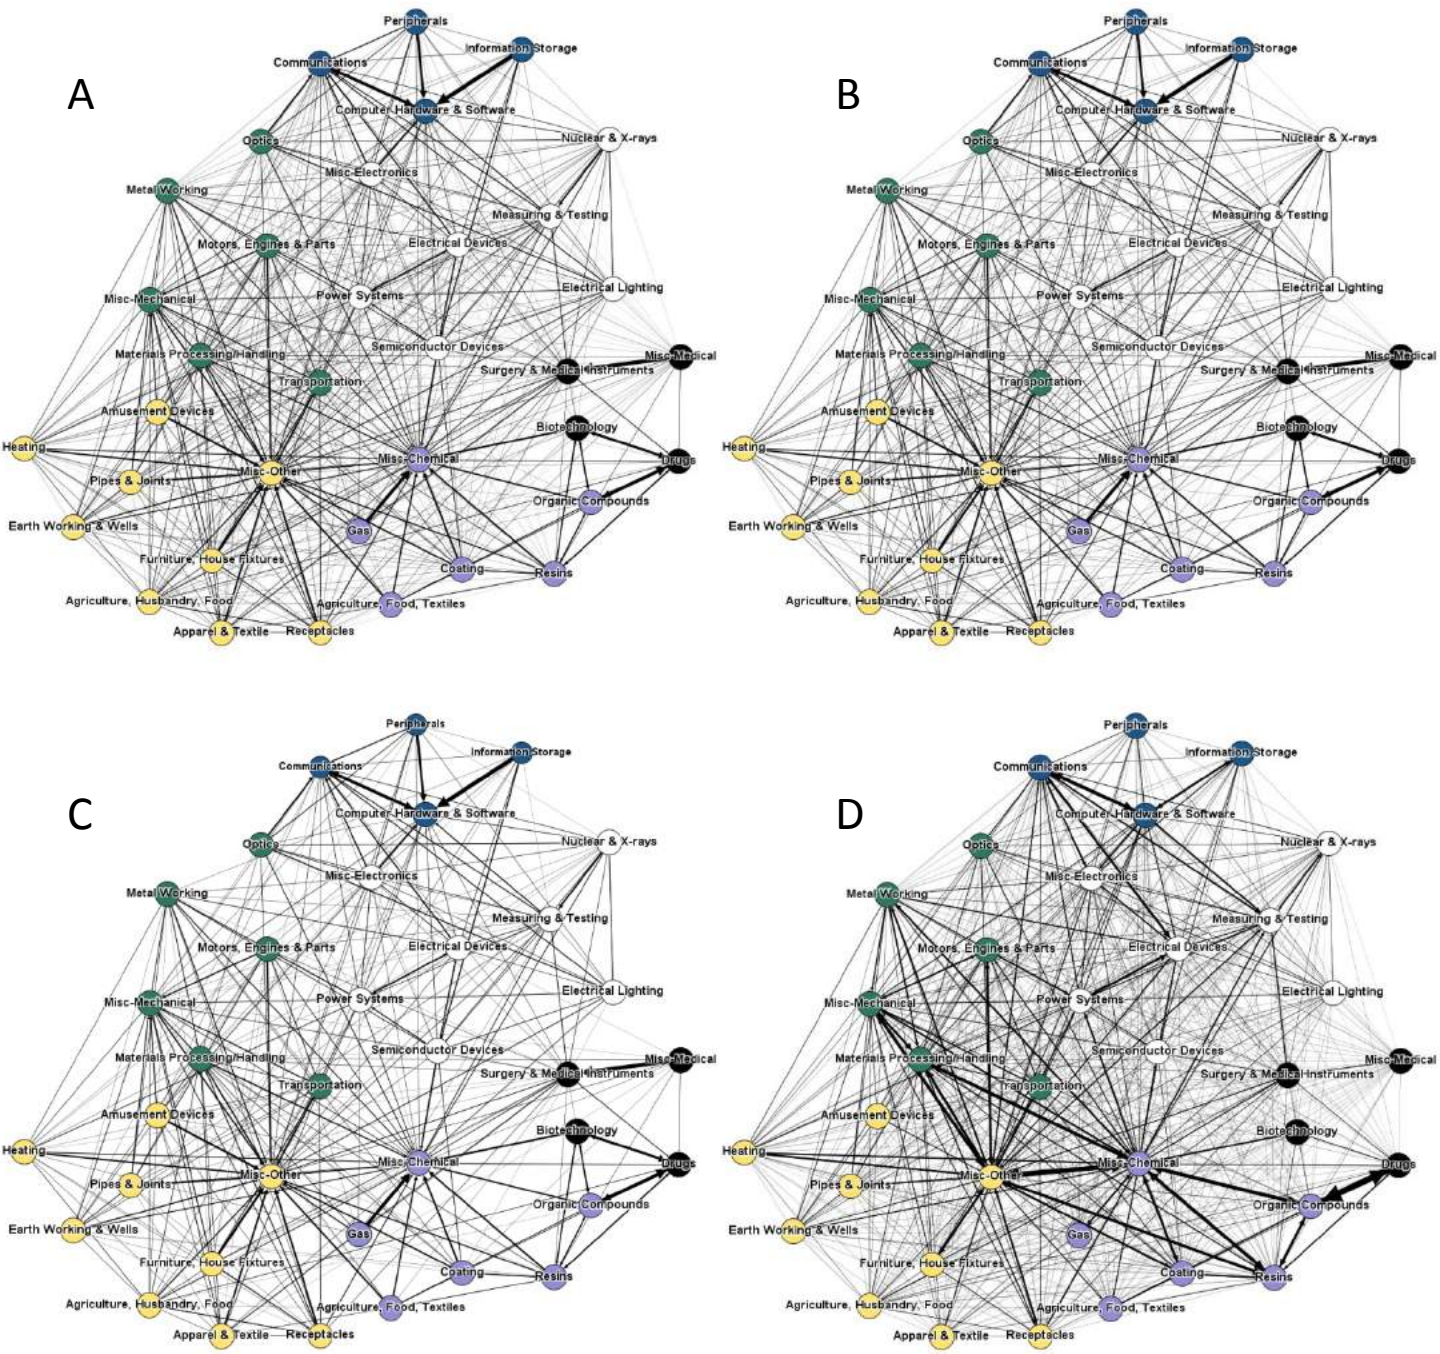 Peripherals
Information Storage
Communications
A
Computer Hardware & Software
Optics
Nuclear & X-rays
Misc-Electronics
Metal Working
Measuring & Testing
Motors, Engines & Parts
Electrical Devices
Electrical Lighting
Power Systems
Misc-Mechanical
Semiconductor Devices
Materials Processing/Handling
Misc-Medical
Surgery & Medical Instruments
Transportation
Amusement Devices
Biotechnology
Heating
Misc-Chemical
Drugs
Misc-Other
Pipes & Joints
Organic Compounds
Earth Working & Wells
Gas
Furniture, House Fixtures
Coating
Resins
Agriculture, Husbandry, Food
Agriculture, Food, Textiles
Apparel & Textile
Receptacles
Peripherals
Information Storage
Communications
B
Computer Hardware & Software
Optics
Nuclear & X-rays
Misc-Electronics
Metal Working
Measuring & Testing
Motors, Engines & Parts
Electrical Devices
Electrical Lighting
Power Systems
Misc-Mechanical
Semiconductor Devices
Materials Processing/Handling
Misc-Medical
Surgery & Medical Instruments
Transportation
Amusement Devices
Biotechnology
Heating
Misc-Chemical
Drugs
Misc-Other
Pipes & Joints
Organic Compounds
Earth Working & Wells
Gas
Furniture, House Fixtures
Coating
Resins
Agriculture, Husbandry, Food
Agriculture, Food, Textiles
Apparel & Textile
Receptacles
Peripherals
Information Storage
Communications
C
Computer Hardware & Software
Optics
Nuclear & X-rays
Misc-Electronics
Metal Working
Measuring & Testing
Motors, Engines & Parts
Electrical Devices
Electrical Lighting
Power Systems
Misc-Mechanical
Semiconductor Devices
Materials Processing/Handling
Misc-Medical
Surgery & Medical Instruments
Transportation
Amusement Devices
Biotechnology
Heating
Misc-Chemical
Drugs
Misc-Other
Pipes & Joints
Organic Compounds
Earth Working & Wells
Gas
Furniture, House Fixtures
Coating
Resins
Agriculture, Husbandry, Food
Agriculture, Food, Textiles
Apparel & Textile
Receptacles
Peripherals
Information Storage
Communications
D
Computer Hardware & Software
Optics
Nuclear & X-rays
Misc-Electronics
Metal Working
Measuring & Testing
Motors, Engines & Parts
Electrical Devices
Electrical Lighting
Power Systems
Misc-Mechanical
Semiconductor Devices
Materials Processing/Handling
Misc-Medical
Surgery & Medical Instruments
Transportation
Amusement Devices
Biotechnology
Heating
Misc-Chemical
Drugs
Misc-Other
Pipes & Joints
Organic Compounds
Earth Working & Wells
Gas
Furniture, House Fixtures
Coating
Resins
Agriculture, Husbandry, Food
Agriculture, Food, Textiles
Apparel & Textile
Receptacles